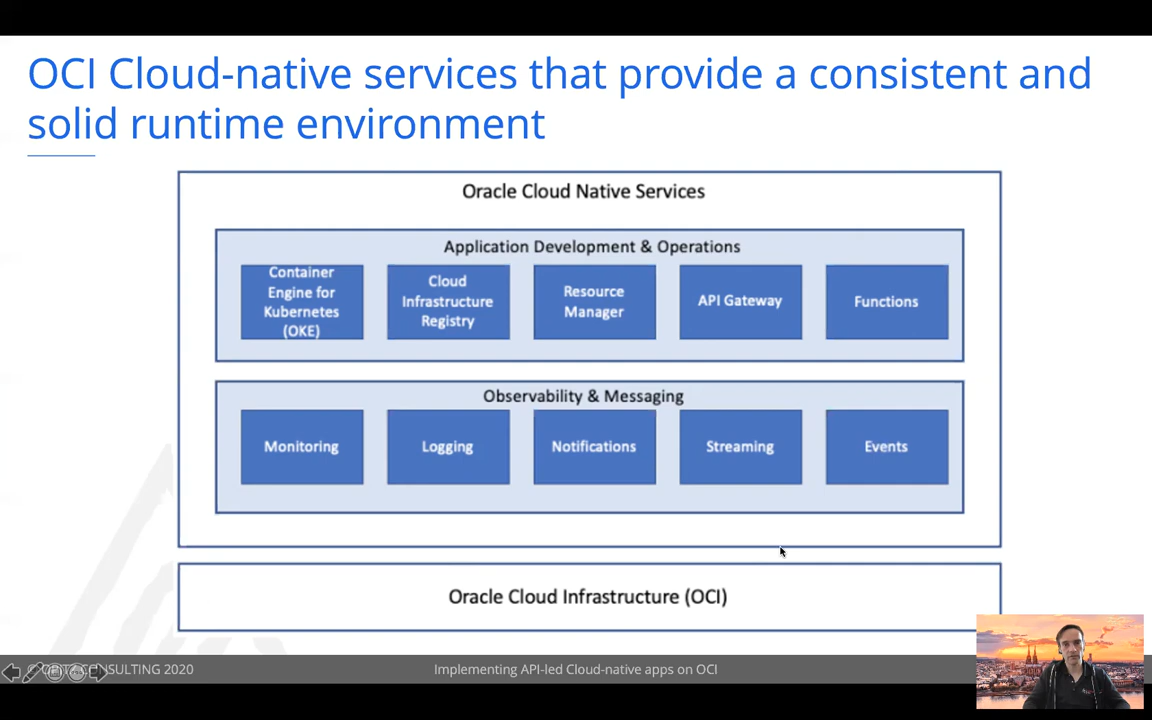 OCI Cloud-native services that provide a consistent and
solid runtime environment
Oracle Cloud Native Services
Application Development & Operations
Container
Engine for
Kubernetes
(OKE)
Cloud
Infrastructure
Registry
Resource
Manager
API Gateway
Functions
Observability & Messaging
Monitoring
Logging
Notifications
Streaming
Events
Oracle Cloud Infrastructure (OCI)
CONSULTING 2020
Implementing API-led Cloud-native apps on OCI